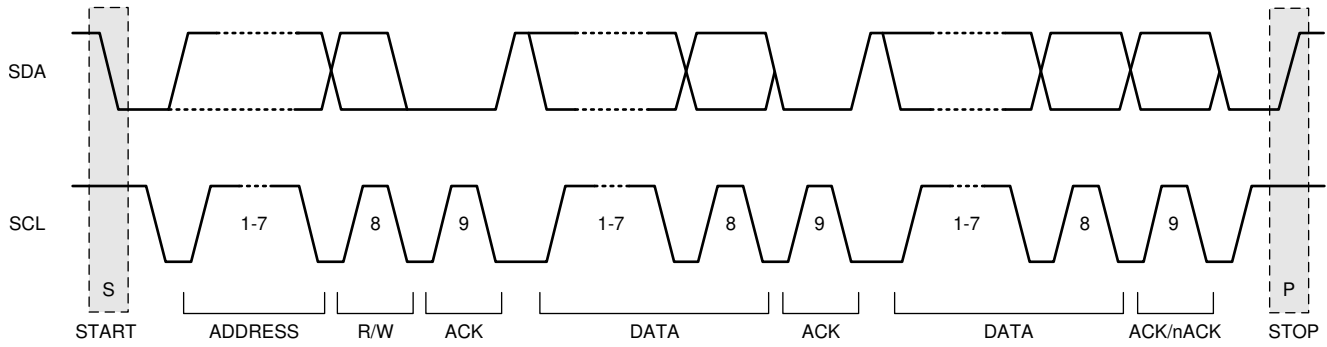 SDA
SCL
1-7 8 9 1-7 8 9 1-7 8 9
S P
START ADDRESS R/W ACK DATA ACK DATA ACK/nACK STOP